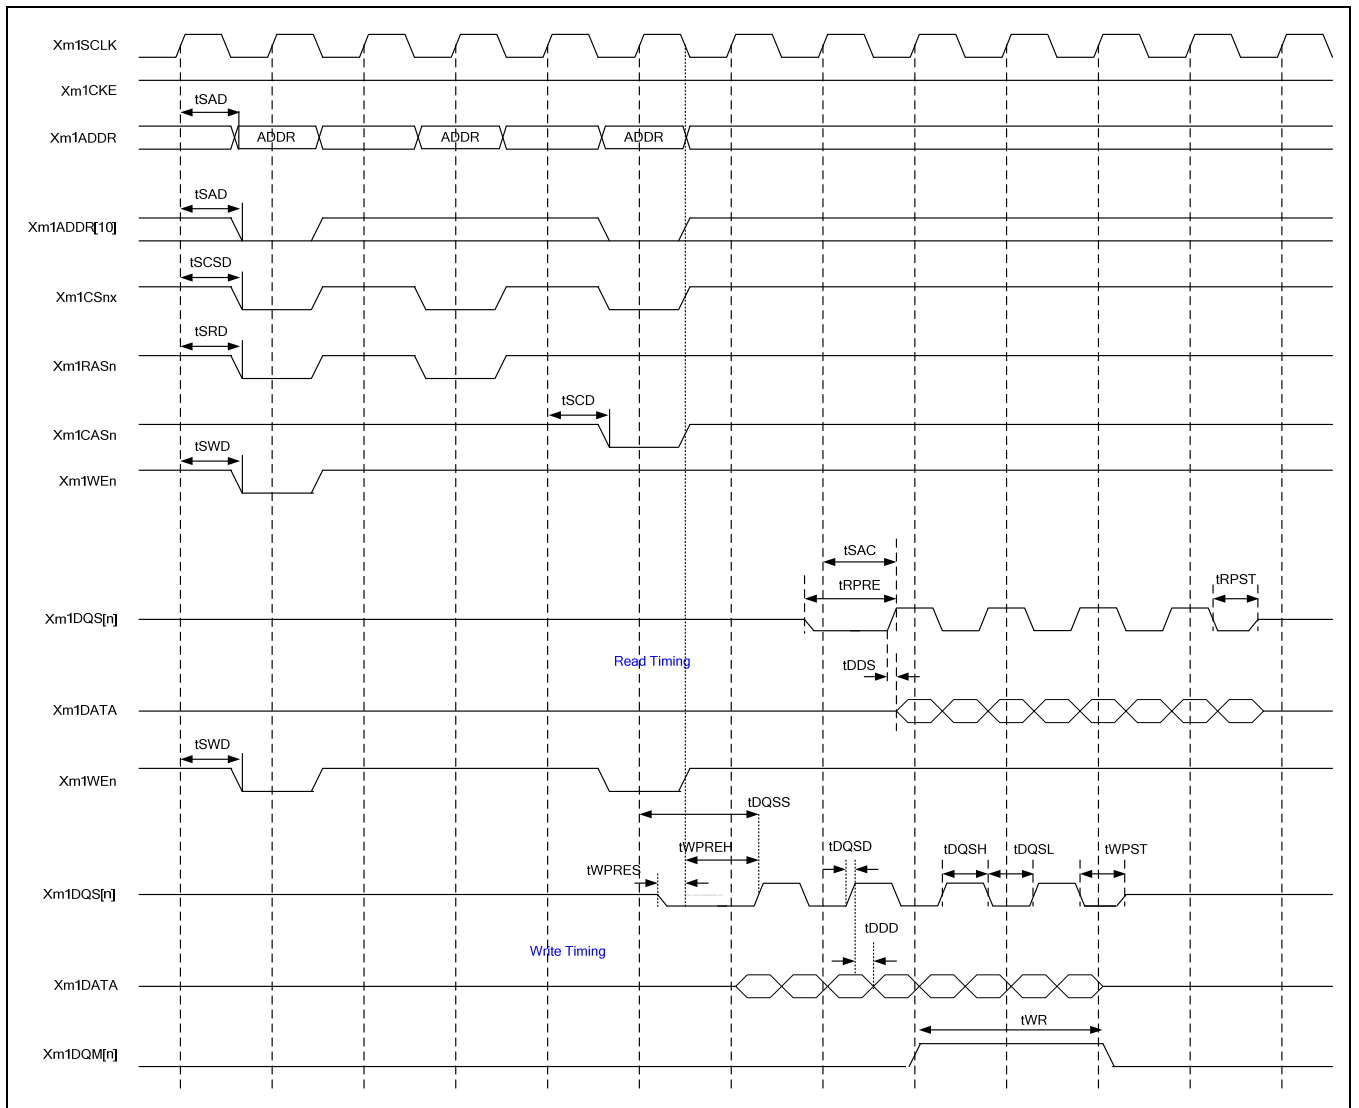 Xm1SCLK
Xm1CKE
tSAD
Xm1ADDR
ADDR
ADDR
ADDR
tSAD
Xm1ADDR[10]
tSCSD
Xm1CSnx
tSRD
Xm1RASn
tSCD
Xm1CASn
tSWD
Xm1WEn
tSAC
tRPRE
tRPST
Xm1DQS[n]
Read Timing
tDDS
Xm1DATA
tSWD
Xm1WEn
tDQSS
tWPREH
tDQSD
tDQSH
tDQSL
tWPST
tWPRES
Xm1DQS[n]
tDDD
Write Timing
Xm1DATA
tWR
Xm1DQM[n]